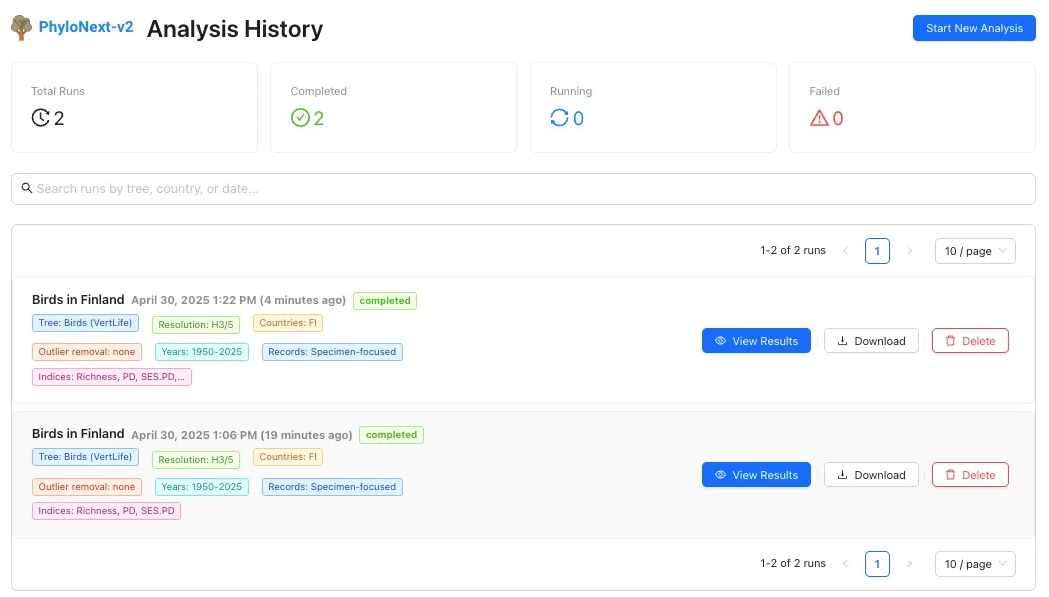 PhyloNext-v2 Analysis History Start New Analysis
Total Runs Completed Running Failed
2 2 0 0
Search runs by tree, country, or date...
1-2 of 2 runs < 1 > 10 / page
Birds in Finland April 30, 2025 1:22 PM (4 minutes ago) completed
Tree: Birds (VertLife) Resolution: H3/5 Countries: FI
View Results Download Delete
Outlier removal: none Years: 1950-2025 Records: Specimen-focused
Indices: Richness, PD, SES.PD,...
Birds in Finland April 30, 2025 1:06 PM (19 minutes ago) completed
Tree: Birds (VertLife) Resolution: H3/5 Countries: FI
View Results Download Delete
Outlier removal: none Years: 1950-2025 Records: Specimen-focused
Indices: Richness, PD, SES.PD
1-2 of 2 runs < 1 > 10 / page